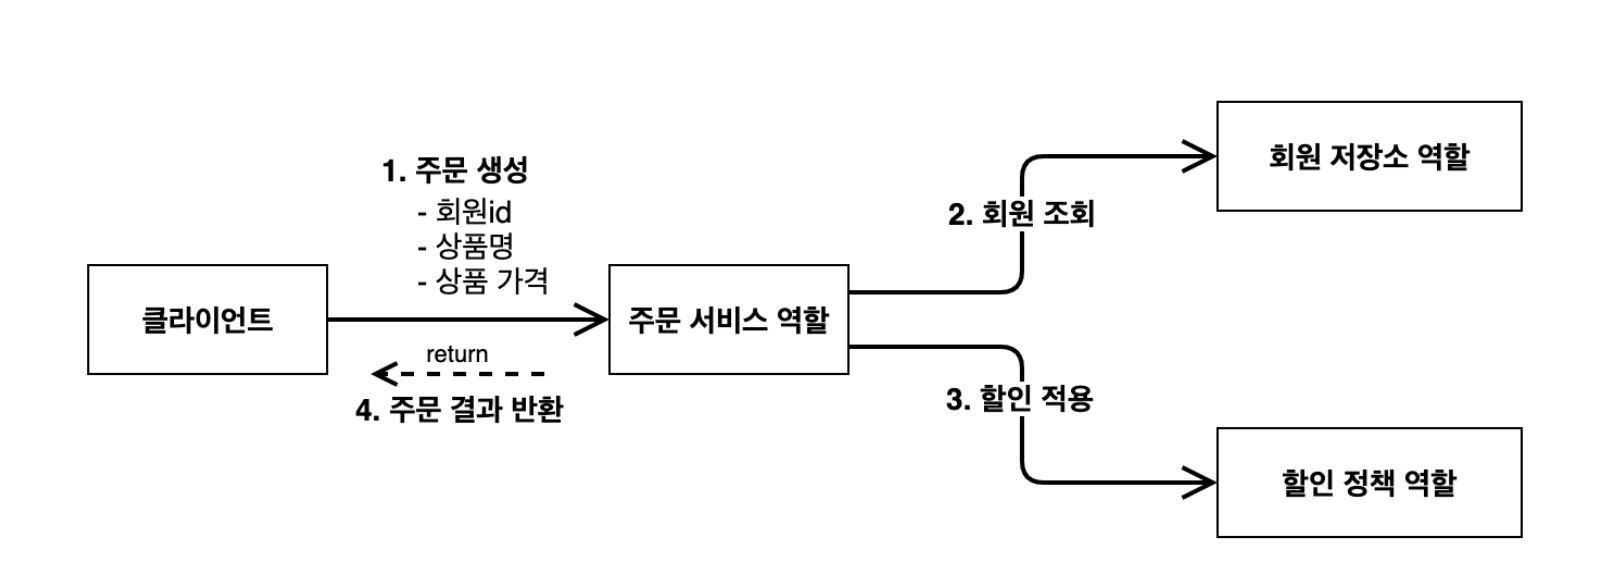 클라이언트
1. 주문 생성
- 회원id
- 상품명
- 상품 가격
return
4. 주문 결과 반환
주문 서비스 역할
2. 회원 조회
3. 할인 적용
회원 저장소 역할
할인 정책 역할